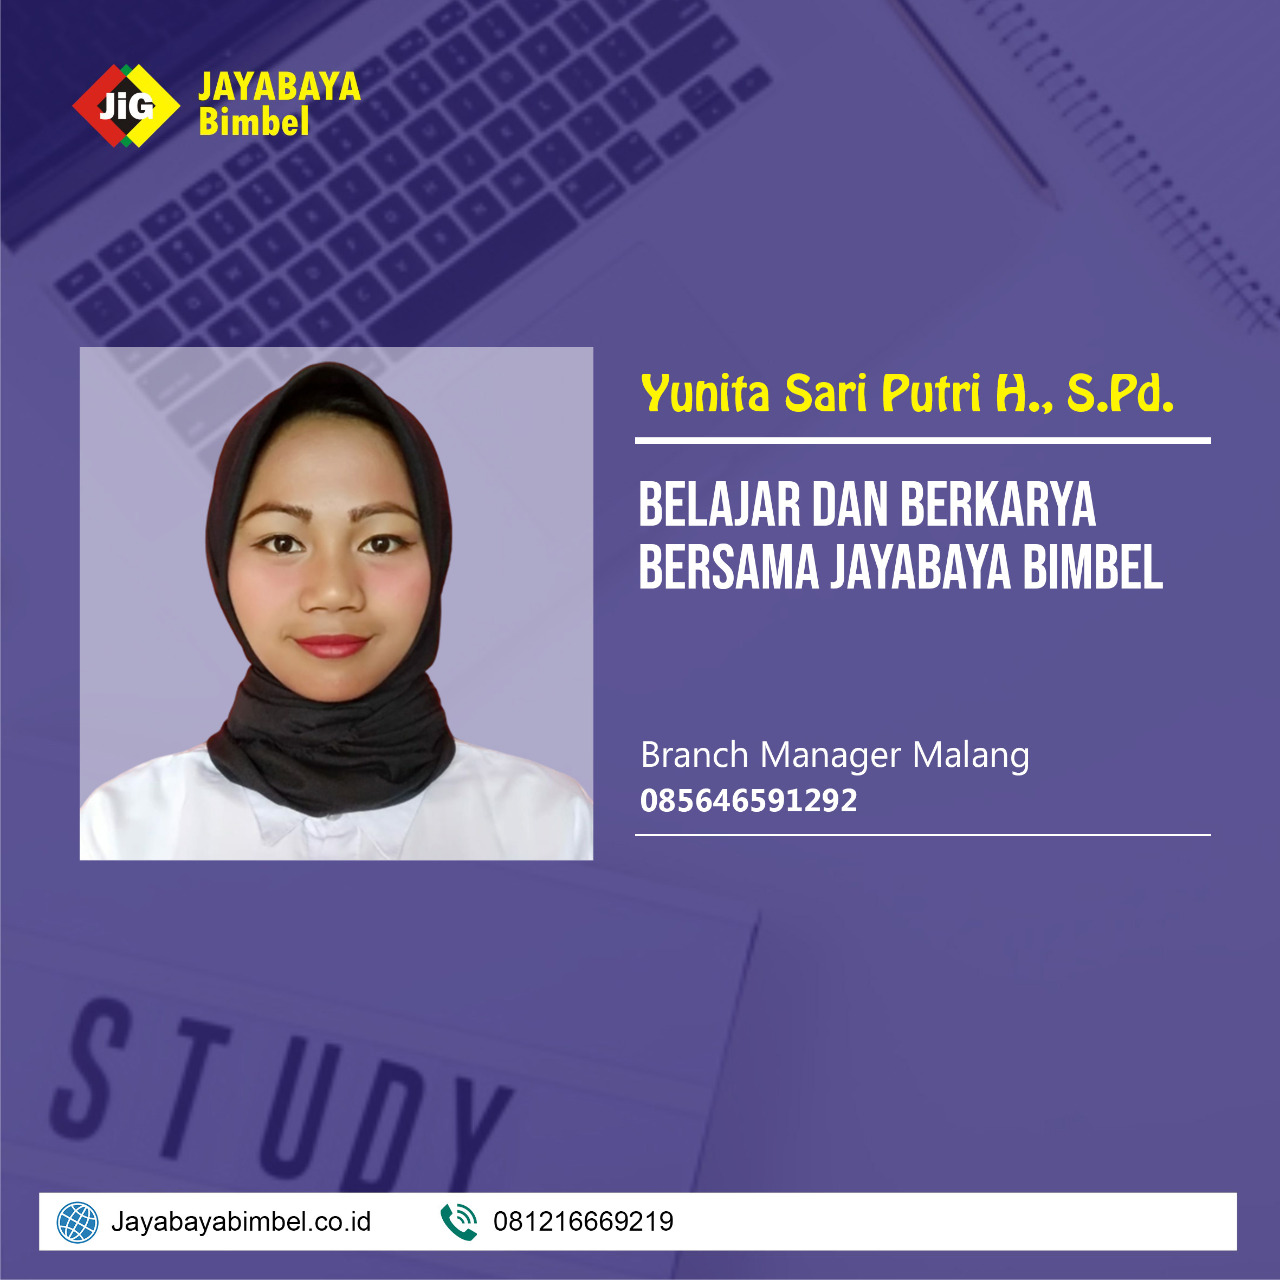 JiG
JAYABAYA
Bimbel
Yunita Sari Putri H., S.Pd.
BELAJAR DAN BERKARYA
BERSAMA JAYABAYA BIMBEL
Branch Manager Malang
085646591292
STUDY
Jayabayabimbel.co.id
081216669219